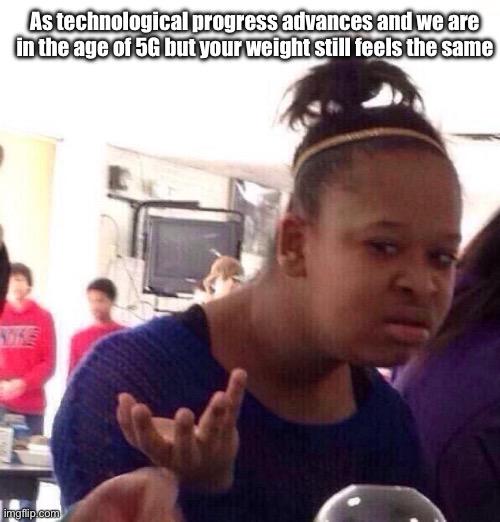 As technological progress advances and we are
in the age of 5G but your weight still feels the same
imgflip.com